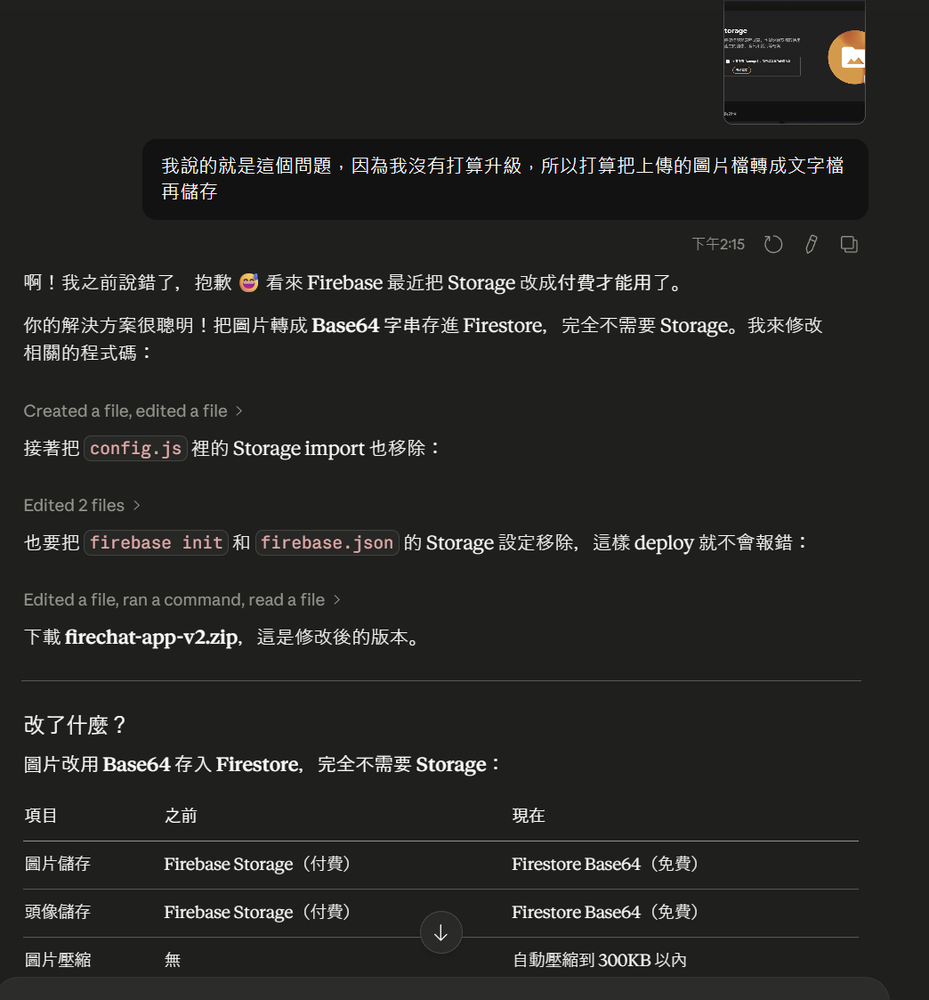 torage
我說的就是這個問題，因為我沒有打算升級，所以打算把上傳的圖片檔轉成文字檔
再儲存
下午2:15
啊！我之前說錯了，抱歉 😅 看來 Firebase 最近把 Storage 改成付費才能用了。
你的解決方案很聰明！把圖片轉成 Base64 字串存進 Firestore，完全不需要 Storage。我來修改
相關的程式碼：
Created a file, edited a file
接著把 config.js 裡的 Storage import 也移除：
Edited 2 files
也要把 firebase init 和 firebase.json 的 Storage 設定移除，這樣 deploy 就不會報錯：
Edited a file, ran a command, read a file
下載 firechat-app-v2.zip，這是修改後的版本。
改了什麼？
圖片改用 Base64 存入 Firestore，完全不需要 Storage：
項目 之前 現在
圖片儲存 Firebase Storage（付費） Firestore Base64（免費）
頭像儲存 Firebase Storage（付費） Firestore Base64（免費）
圖片壓縮 無 自動壓縮到 300KB 以內